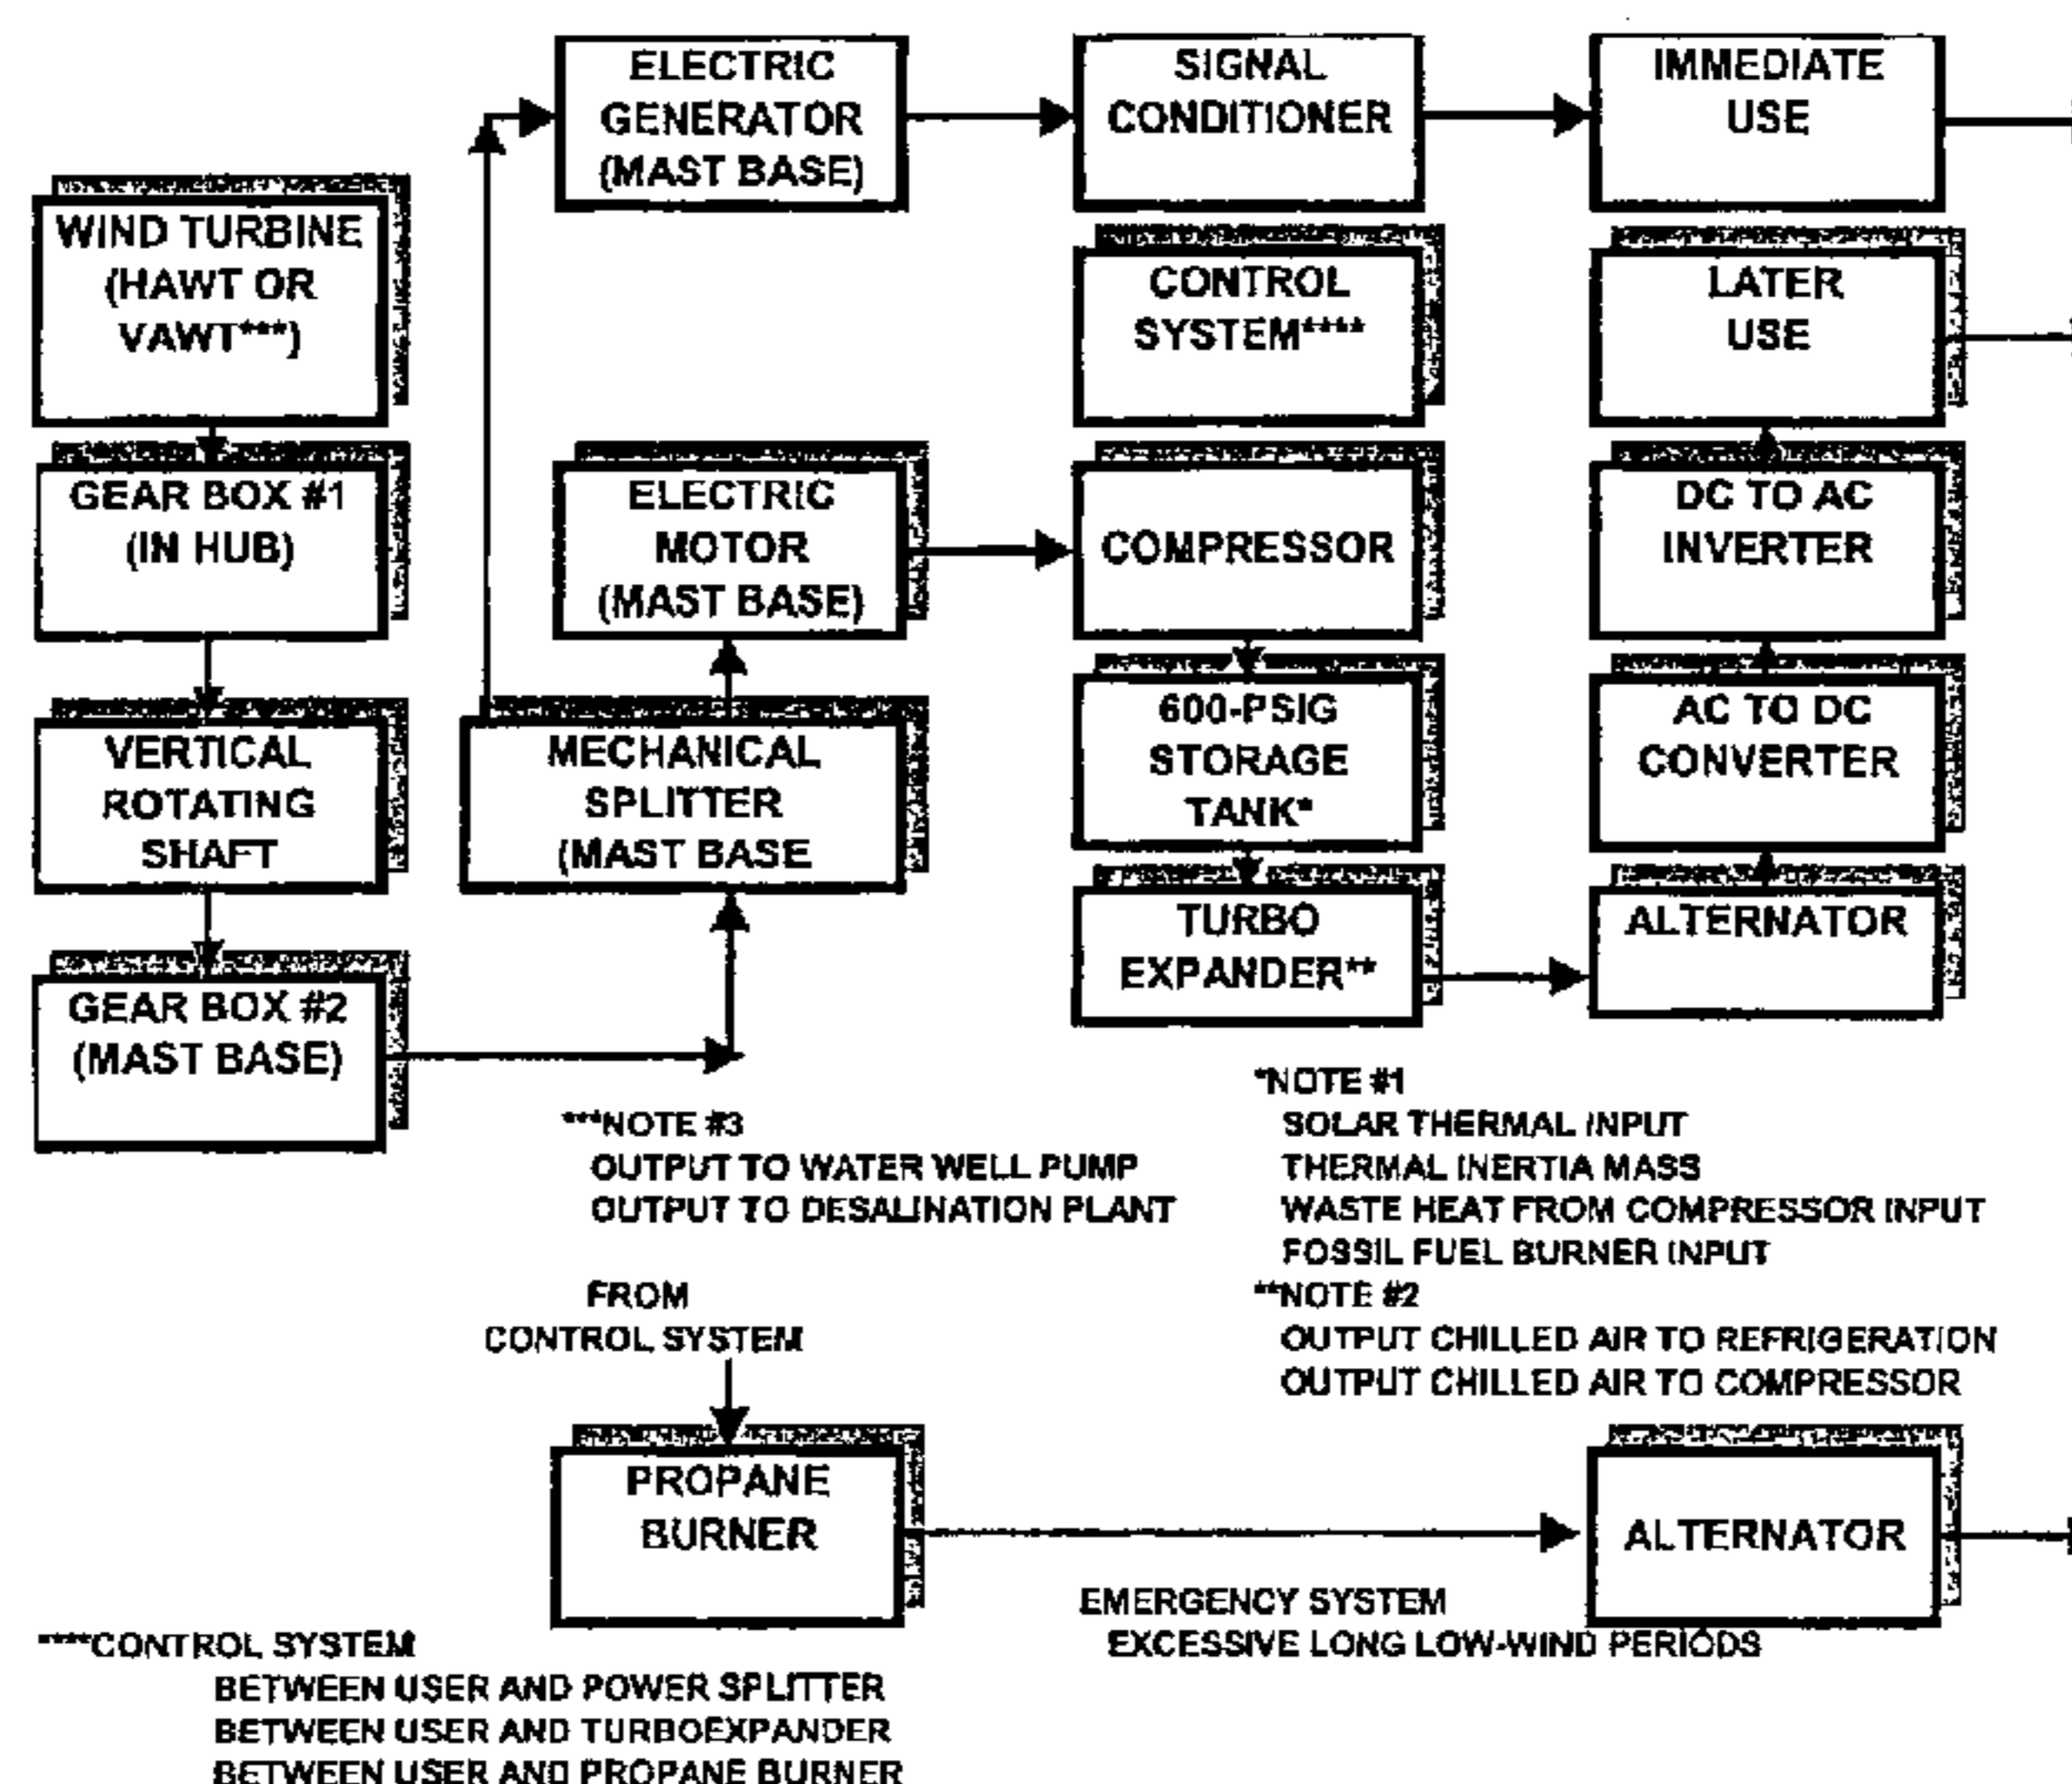 ELECTRIC
GENERATOR
(MAST BASE)
SIGNAL
CONDITIONER
IMMEDIATE
USE
WIND TURBINE
(HAWT OR
VAWT***)
CONTROL
SYSTEM****
LATER
USE
GEAR BOX #1
(IN HUB)
ELECTRIC
MOTOR
(MAST BASE)
COMPRESSOR
DC TO AC
INVERTER
VERTICAL
ROTATING
SHAFT
MECHANICAL
SPLITTER
(MAST BASE
600-PSIG
STORAGE
TANK*
AC TO DC
CONVERTER
GEAR BOX #2
(MAST BASE)
TURBO
EXPANDER**
ALTERNATOR
***NOTE #3
OUTPUT TO WATER WELL PUMP
OUTPUT TO DESALINATION PLANT
*NOTE #1
SOLAR THERMAL INPUT
THERMAL INERTIA MASS
WASTE HEAT FROM COMPRESSOR INPUT
FOSSIL FUEL BURNER INPUT
**NOTE #2
OUTPUT CHILLED AIR TO REFRIGERATION
OUTPUT CHILLED AIR TO COMPRESSOR
FROM
CONTROL SYSTEM
PROPANE
BURNER
ALTERNATOR
EMERGENCY SYSTEM
EXCESSIVE LONG LOW-WIND PERIODS
****CONTROL SYSTEM
BETWEEN USER AND POWER SPLITTER
BETWEEN USER AND TURBOEXPANDER
BETWEEN USER AND PROPANE BURNER